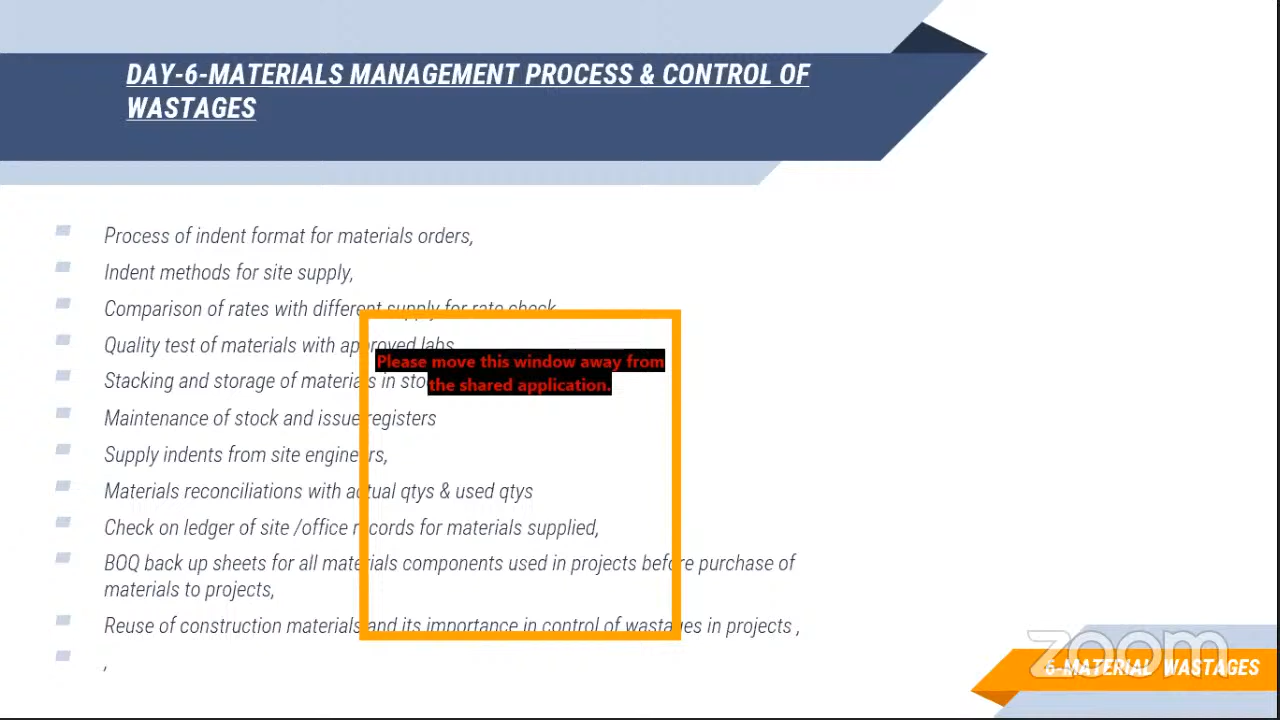 DAY-6-MATERIALS MANAGEMENT PROCESS & CONTROL OF
WASTAGES
Process of indent format for materials orders,
Indent methods for site supply,
Comparison of rates with different supply for rate check
Quality test of materials with approved labs
Please move this window away from
the shared application.
Stacking and storage of materials in
Maintenance of stock and issue registers
Supply indents from site engineers,
Materials reconciliations with actual qtys & used qtys
Check on ledger of site /office records for materials supplied,
BOQ back up sheets for all materials components used in projects before purchase of
materials to projects,
Reuse of construction materials and its importance in control of wastages in projects ,
,
zoom
6-MATERIAL WASTAGES